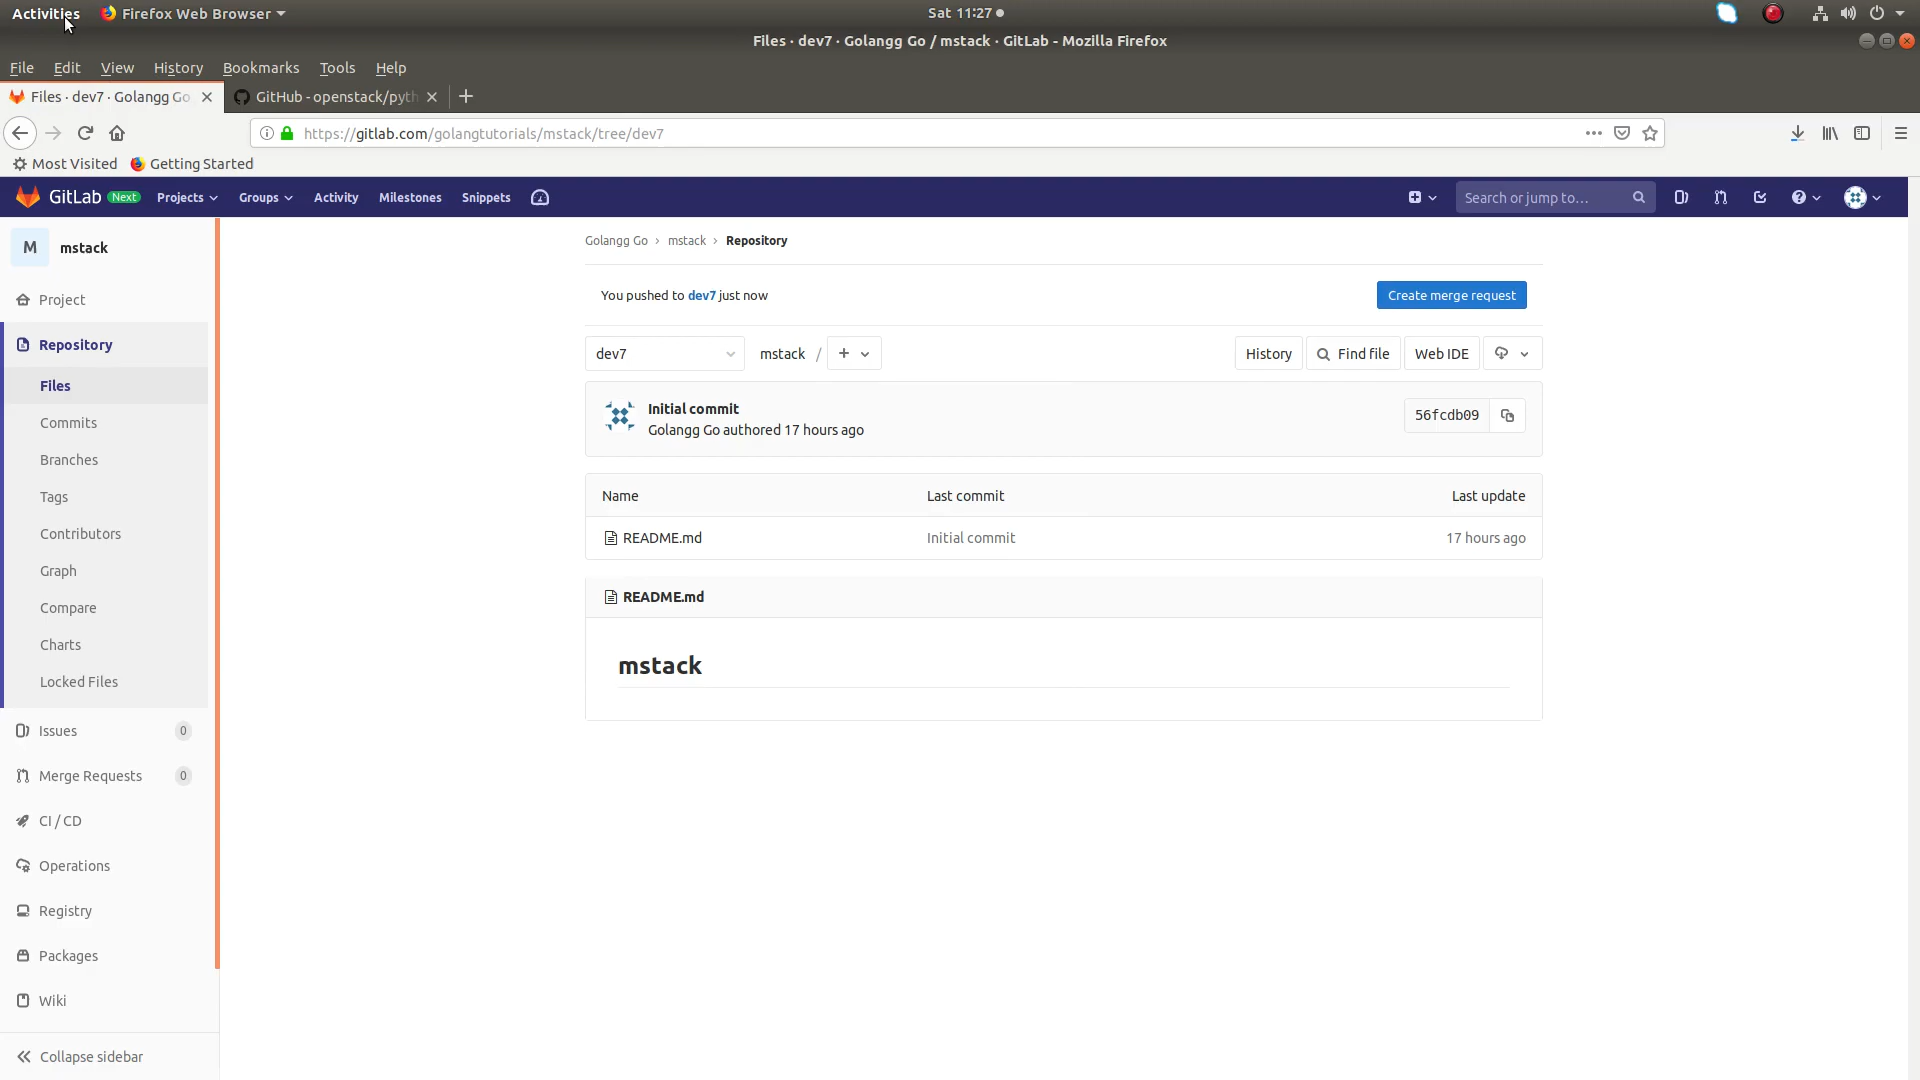 Activities Firefox Web Browser Sat 11:27
Files · dev7 · Golangg Go / mstack · GitLab - Mozilla Firefox
File Edit View History Bookmarks Tools Help
Files · dev7 · Golangg Go GitHub - openstack/pyth
https://gitlab.com/golangtutorials/mstack/tree/dev7
Most Visited Getting Started
GitLab Next Projects Groups Activity Milestones Snippets Search or jump to…
M mstack
Golangg Go › mstack › Repository
Project
You pushed to dev7 just now Create merge request
Repository
dev7 mstack / + History Find file Web IDE
Files
Initial commit
Golangg Go authored 17 hours ago
56fcdb09
Commits
Branches
Tags
Contributors
Graph
Compare
Charts
Locked Files
Name Last commit Last update
README.md Initial commit 17 hours ago
README.md
mstack
Issues 0
Merge Requests 0
CI / CD
Operations
Registry
Packages
Wiki
Collapse sidebar